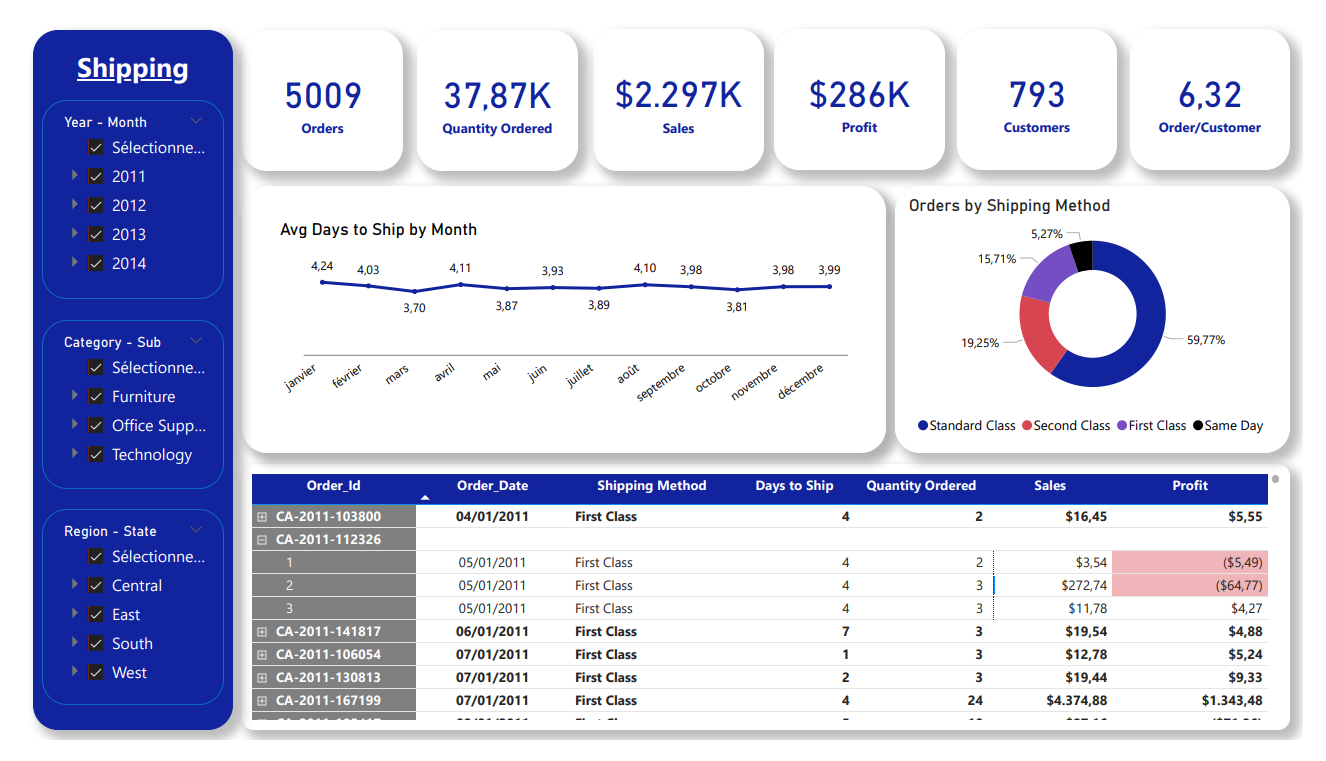 Shipping
Year - Month
Sélectionne...
2011
2012
2013
2014
Category - Sub
Sélectionne...
Furniture
Office Supp...
Technology
Region - State
Sélectionne...
Central
East
South
West
5009
Orders
37,87K
Quantity Ordered
$2.297K
Sales
$286K
Profit
793
Customers
6,32
Order/Customer
Avg Days to Ship by Month
4,24 4,03 3,70 4,11 3,87 3,93 3,89 4,10 3,98 3,81 3,98 3,99
janvier février mars avril mai juin juillet août septembre octobre novembre décembre
Orders by Shipping Method
5,27%
15,71%
19,25%
59,77%
Standard Class Second Class First Class Same Day
Order_Id Order_Date Shipping Method Days to Ship Quantity Ordered Sales Profit
CA-2011-103800 04/01/2011 First Class 4 2 $16,45 $5,55
CA-2011-112326
1 05/01/2011 First Class 4 2 $3,54 ($5,49)
2 05/01/2011 First Class 4 3 $272,74 ($64,77)
3 05/01/2011 First Class 4 3 $11,78 $4,27
CA-2011-141817 06/01/2011 First Class 7 3 $19,54 $4,88
CA-2011-106054 07/01/2011 First Class 1 3 $12,78 $5,24
CA-2011-130813 07/01/2011 First Class 2 3 $19,44 $9,33
CA-2011-167199 07/01/2011 First Class 4 24 $4.374,88 $1.343,48